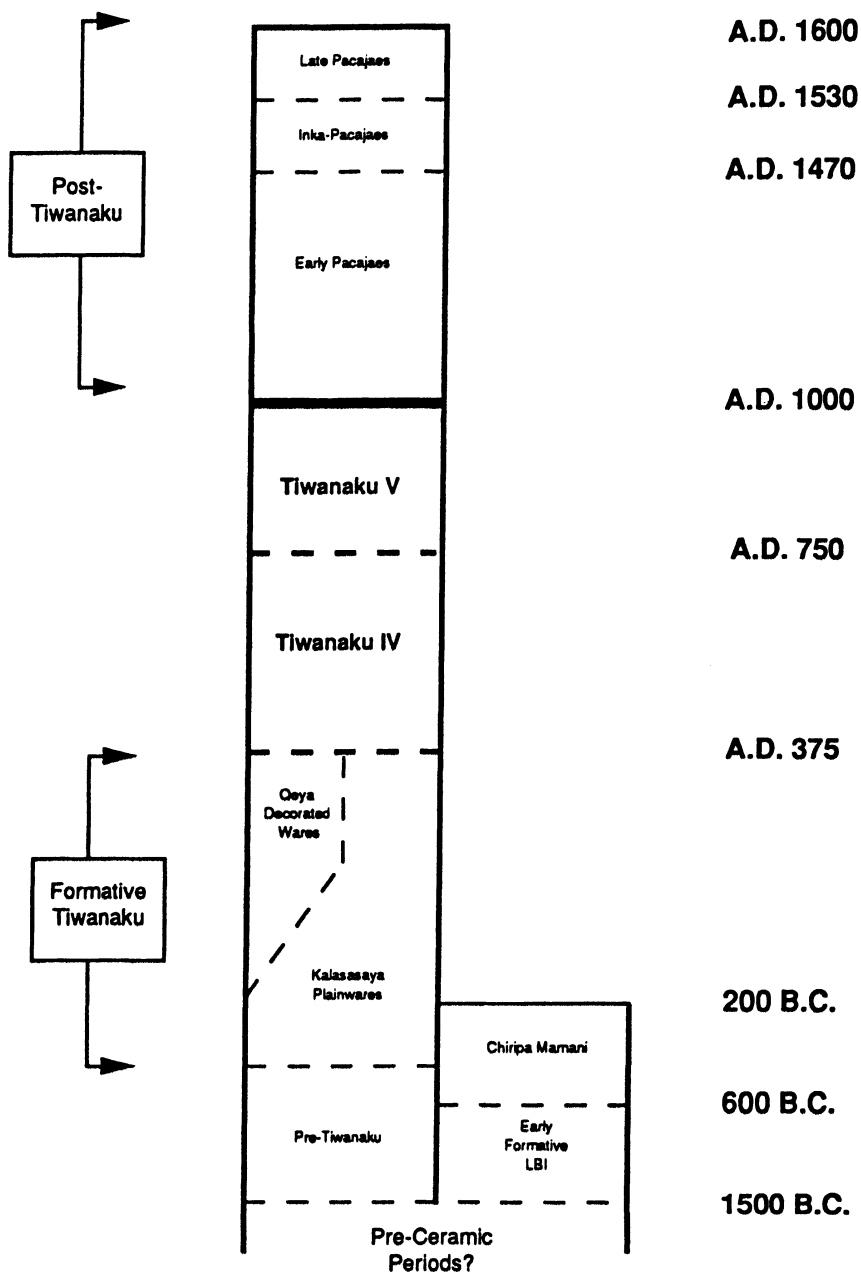 A.D. 1600
Late Pacajaes
A.D. 1530
Inka-Pacajaes
A.D. 1470
Post-
Tiwanaku
Early Pacajaes
A.D. 1000
Tiwanaku V
A.D. 750
Tiwanaku IV
A.D. 375
Qeya
Decorated
Wares
Formative
Tiwanaku
Kalasasaya
Plainwares
200 B.C.
Chiripa Mamani
600 B.C.
Pre-Tiwanaku
Early
Formative
LBI
1500 B.C.
Pre-Ceramic
Periods?